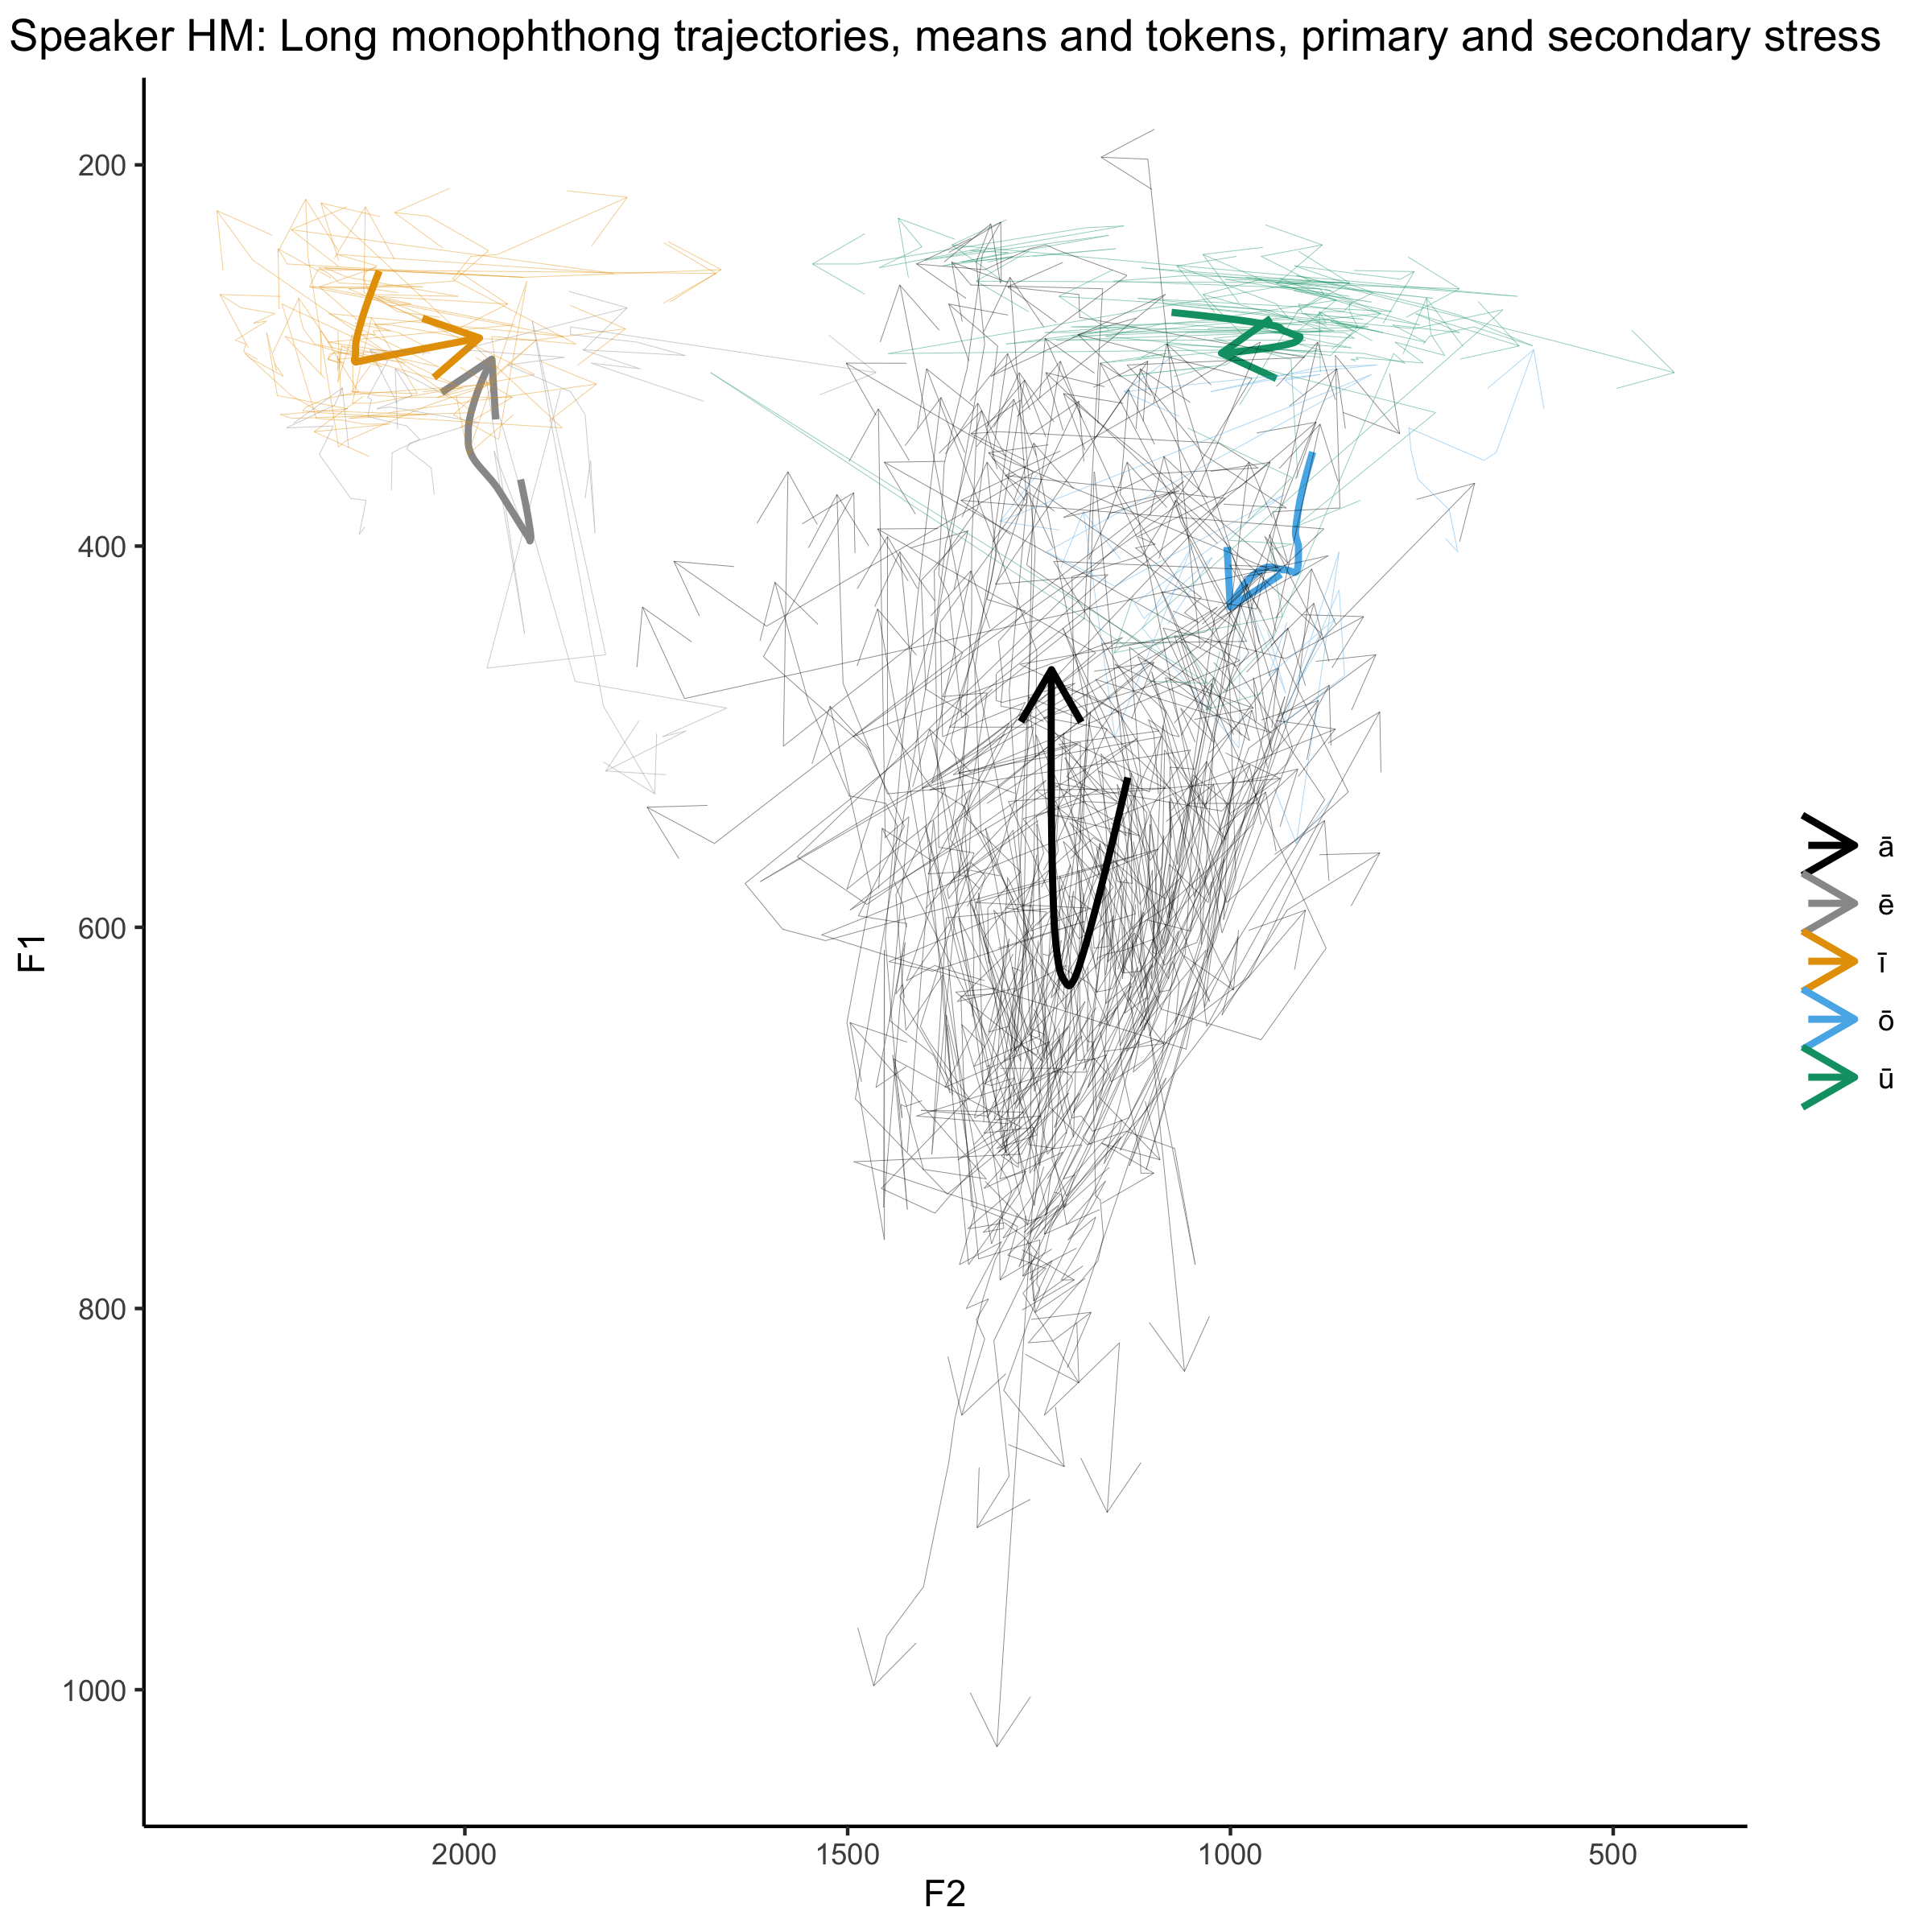 Speaker HM: Long monophthong trajectories, means and tokens, primary and secondary stress
200
400
600
800
1000
F1
2000
1500
1000
500
F2
ā
ē
ī
ō
ū